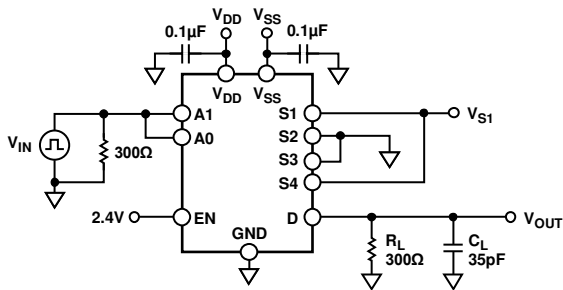 V_DD V_SS
0.1µF 0.1µF
V_DD V_SS
A1 S1 V_S1
V_IN A0 S2
300Ω S3
S4
2.4V EN D V_OUT
GND R_L C_L
300Ω 35pF